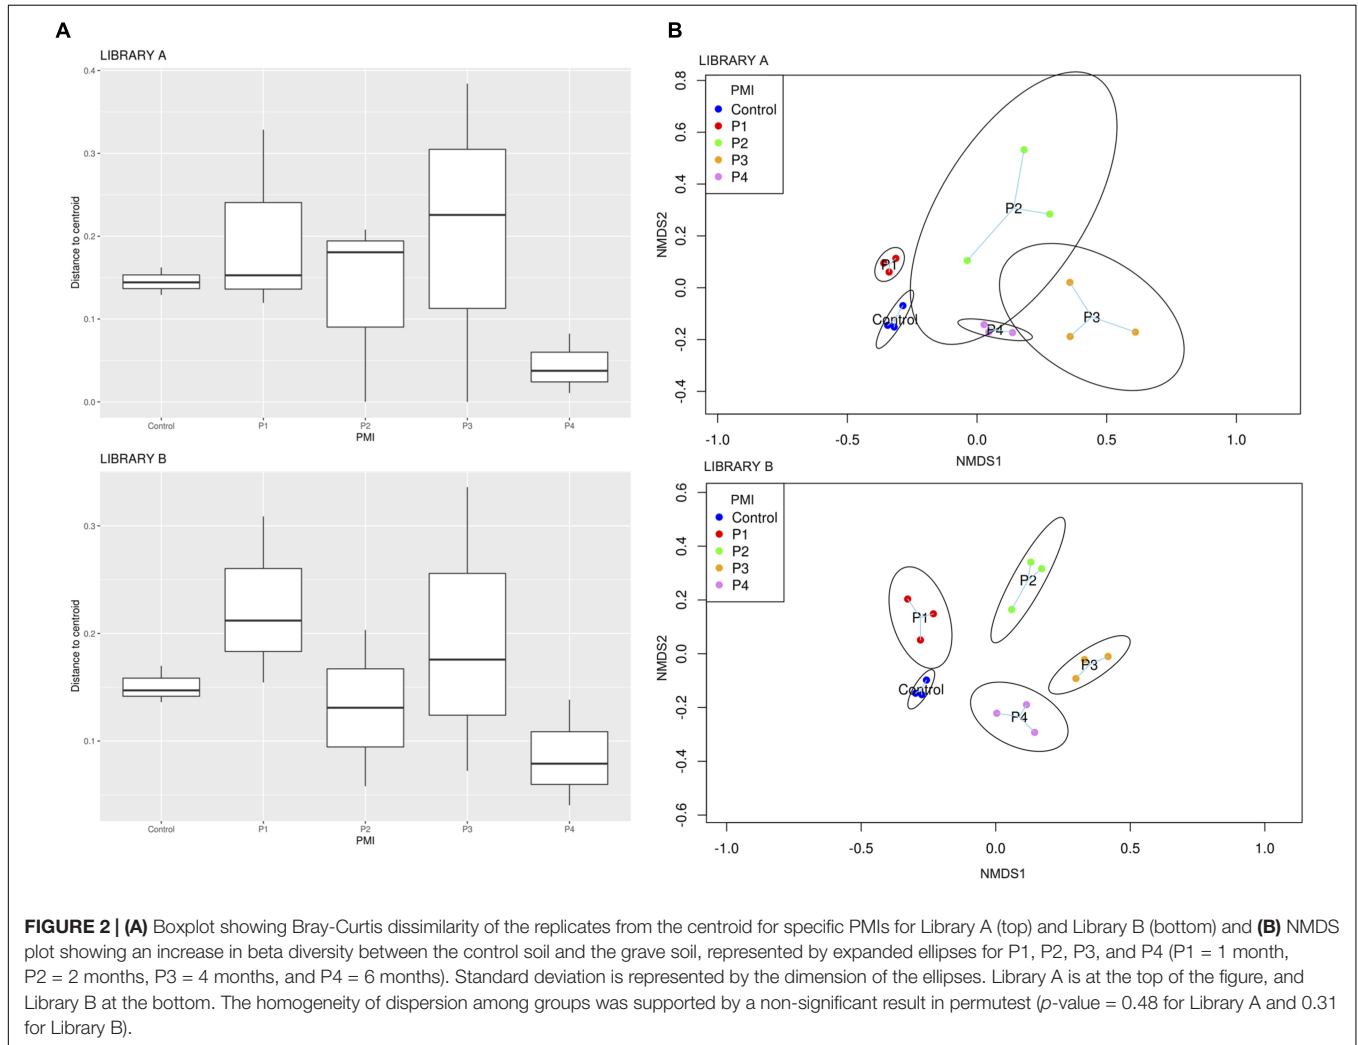 A
LIBRARY A
Distance to centroid
0.4
0.3
0.2
0.1
0.0
Control P1 P2 P3 P4
PMI
LIBRARY B
Distance to centroid
0.3
0.2
0.1
Control P1 P2 P3 P4
PMI
B
LIBRARY A
NMDS2
0.8
0.6
0.4
0.2
0.0
-0.2
-0.4
PMI
Control
P1
P2
P3
P4
P2
P1
Control
P4
P3
-1.0 -0.5 0.0 0.5 1.0
NMDS1
LIBRARY B
NMDS2
0.6
0.4
0.2
0.0
-0.2
-0.4
-0.6
PMI
Control
P1
P2
P3
P4
P2
P1
P3
Control
P4
-1.0 -0.5 0.0 0.5 1.0
NMDS1
FIGURE 2 | (A) Boxplot showing Bray-Curtis dissimilarity of the replicates from the centroid for specific PMIs for Library A (top) and Library B (bottom) and (B) NMDS
plot showing an increase in beta diversity between the control soil and the grave soil, represented by expanded ellipses for P1, P2, P3, and P4 (P1 = 1 month,
P2 = 2 months, P3 = 4 months, and P4 = 6 months). Standard deviation is represented by the dimension of the ellipses. Library A is at the top of the figure, and
Library B at the bottom. The homogeneity of dispersion among groups was supported by a non-significant result in permutest (p-value = 0.48 for Library A and 0.31
for Library B).